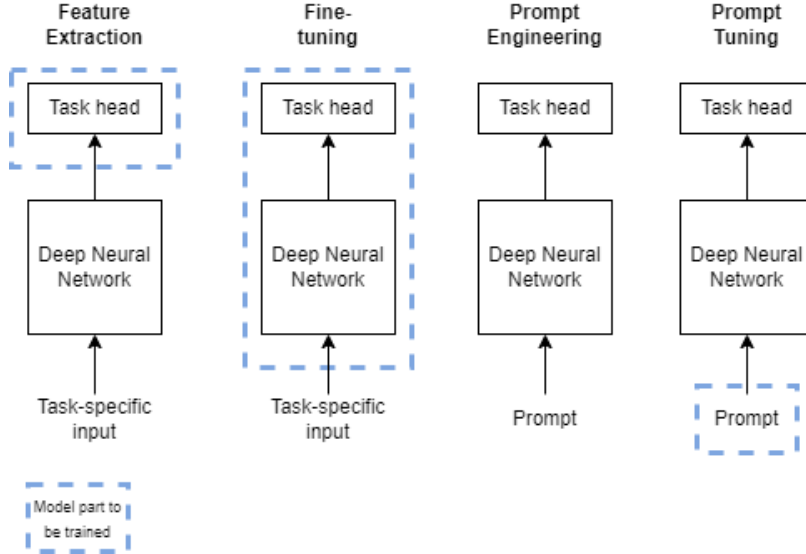 Feature
Extraction
Fine-
tuning
Prompt
Engineering
Prompt
Tuning
Task head
Task head
Task head
Task head
Deep Neural
Network
Deep Neural
Network
Deep Neural
Network
Deep Neural
Network
Task-specific
input
Task-specific
input
Prompt
Prompt
Model part to
be trained